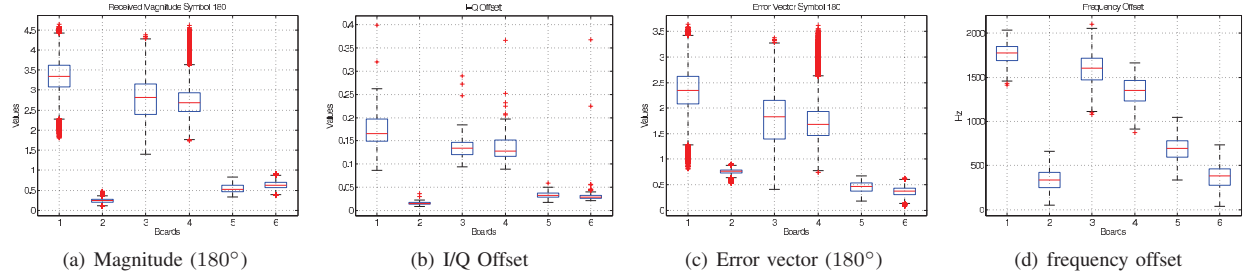 Received Magnitude Symbol 180
Values
4.5
4
3.5
3
2.5
2
1.5
1
0.5
0
1 2 3 4 5 6
Boards
(a) Magnitude (180°)
I-Q Offset
Values
0.4
0.35
0.3
0.25
0.2
0.15
0.1
0.05
0
1 2 3 4 5 6
Boards
(b) I/Q Offset
Error Vector Symbol 180
Values
3.5
3
2.5
2
1.5
1
0.5
0
1 2 3 4 5 6
Boards
(c) Error vector (180°)
Frequency Offset
Hz
2000
1500
1000
500
0
1 2 3 4 5 6
Boards
(d) frequency offset